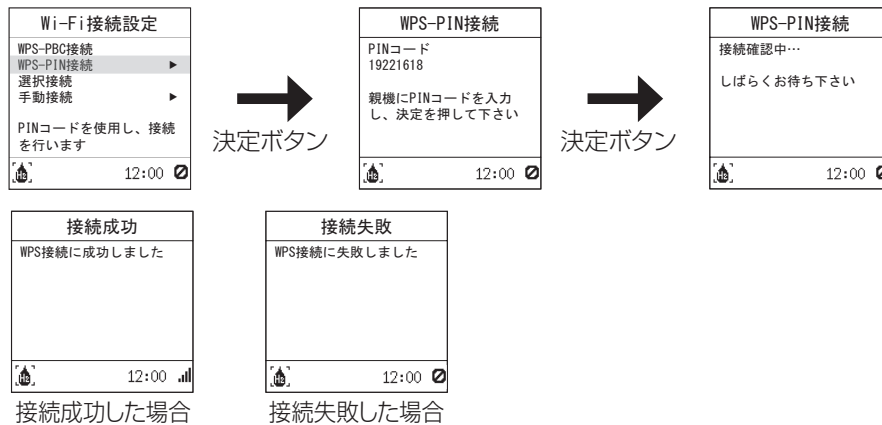 Wi-Fi接続設定
WPS-PBC接続
WPS-PIN接続 ▶
選択接続
手動接続 ▶
PINコードを使用し、接続
を行います
H2
12:00
決定ボタン
WPS-PIN接続
PINコード
19221618
親機にPINコードを入力
し、決定を押して下さい
H2
12:00
決定ボタン
WPS-PIN接続
接続確認中…
しばらくお待ち下さい
H2
12:00
接続成功
WPS接続に成功しました
H2
12:00
接続成功した場合
接続失敗
WPS接続に失敗しました
H2
12:00
接続失敗した場合